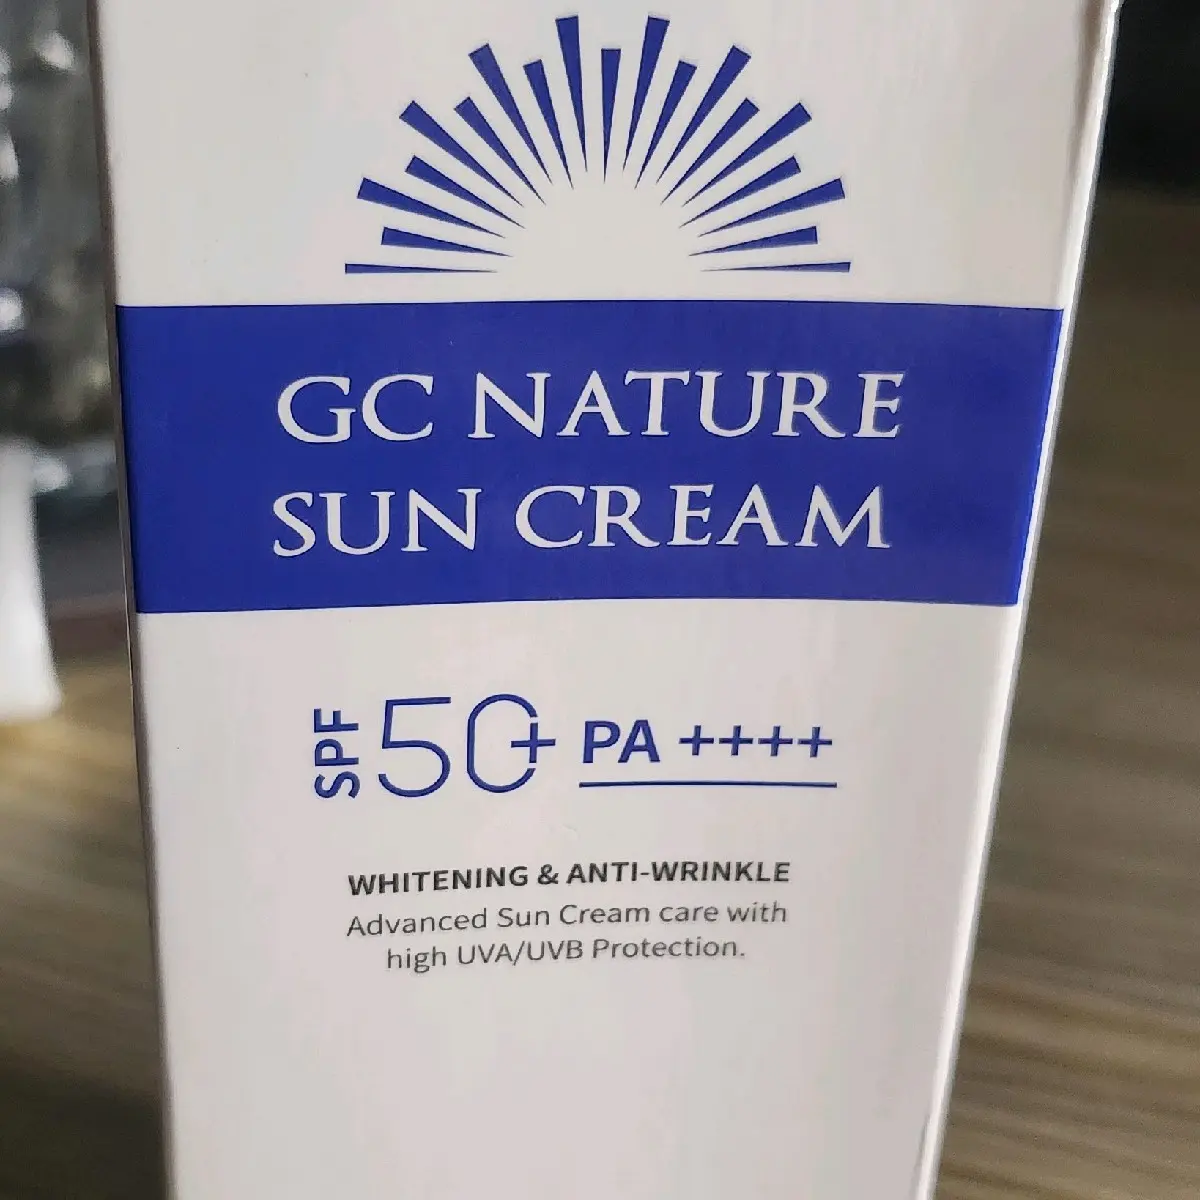 GC NATURE
SUN CREAM
SPF 50+ PA ++++
WHITENING & ANTI-WRINKLE
Advanced Sun Cream care with
high UVA/UVB Protection.